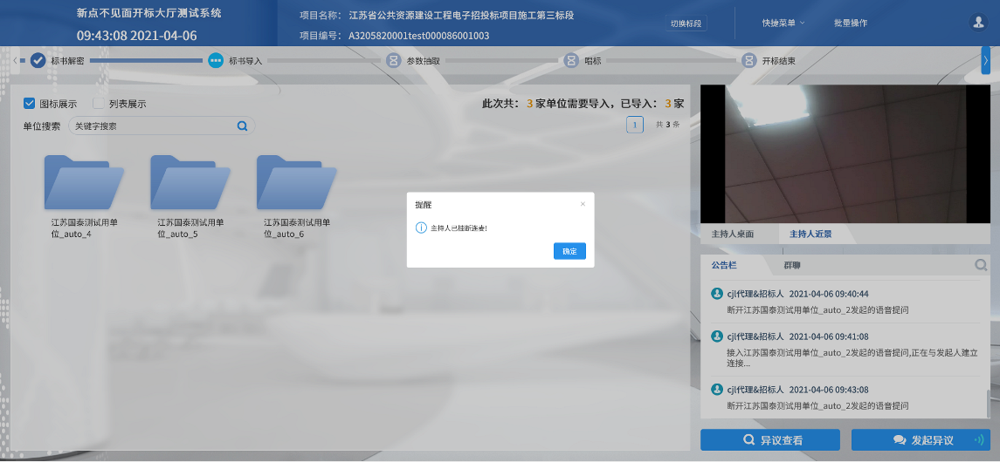 新点不见面开标大厅测试系统
09:43:08 2021-04-06
项目名称： 江苏省公共资源建设工程电子招投标项目施工第三标段
项目编号： A3205820001test000086001003
切换标段
快捷菜单
批量操作
标书解密
标书导入
参数抽取
唱标
开标结束
图标展示
列表展示
此次共： 3 家单位需要导入，已导入： 3 家
单位搜索
关键字搜索
1
共 3 条
江苏国泰测试用单
位_auto_4
江苏国泰测试用单
位_auto_5
江苏国泰测试用单
位_auto_6
提醒
×
主持人已挂断连麦!
确定
主持人桌面
主持人近景
公告栏
群聊
cjl代理&招标人 2021-04-06 09:40:44
断开江苏国泰测试用单位_auto_2发起的语音提问
cjl代理&招标人 2021-04-06 09:41:08
接入江苏国泰测试用单位_auto_2发起的语音提问,正在与发起人建立
连接...
cjl代理&招标人 2021-04-06 09:43:08
断开江苏国泰测试用单位_auto_2发起的语音提问
异议查看
发起异议